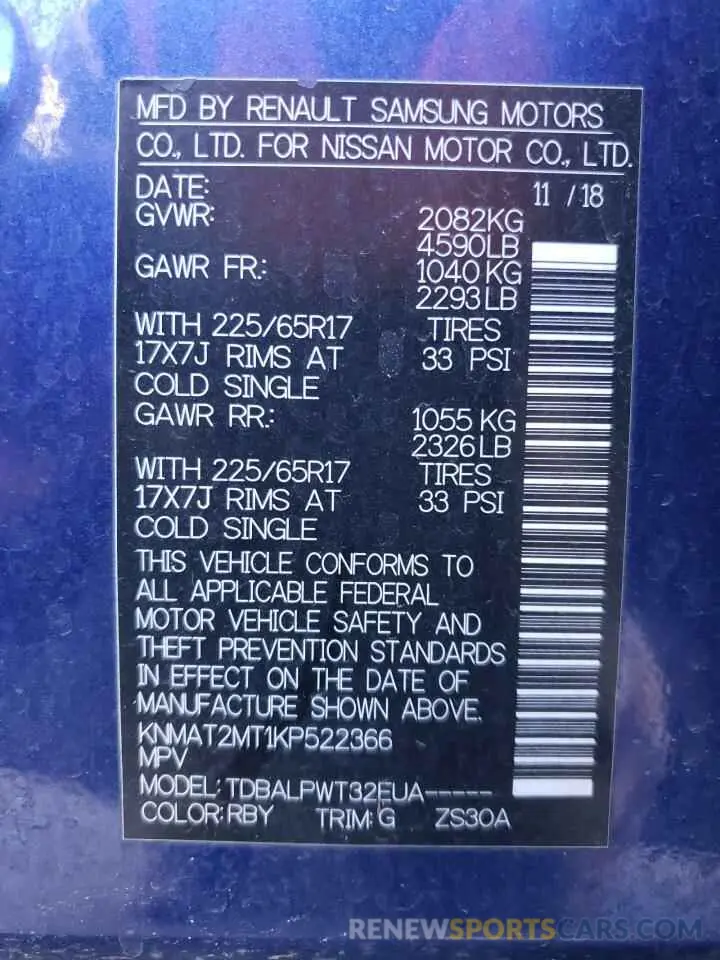 MFD BY RENAULT SAMSUNG MOTORS
CO., LTD. FOR NISSAN MOTOR CO., LTD.
DATE: 11 /18
GVWR: 2082KG
4590LB
GAWR FR.: 1040 KG
2293LB
WITH 225/65R17 TIRES
17X7J RIMS AT 33 PSI
COLD SINGLE
GAWR RR.: 1055 KG
2326LB
WITH 225/65R17 TIRES
17X7J RIMS AT 33 PSI
COLD SINGLE
THIS VEHICLE CONFORMS TO
ALL APPLICABLE FEDERAL
MOTOR VEHICLE SAFETY AND
THEFT PREVENTION STANDARDS
IN EFFECT ON THE DATE OF
MANUFACTURE SHOWN ABOVE.
KNMAT2MT1KP522366
MPV
MODEL: TDBALPWT32EUA-----
COLOR: RBY TRIM: G ZS30A
RENEWSPORTSCARS.COM